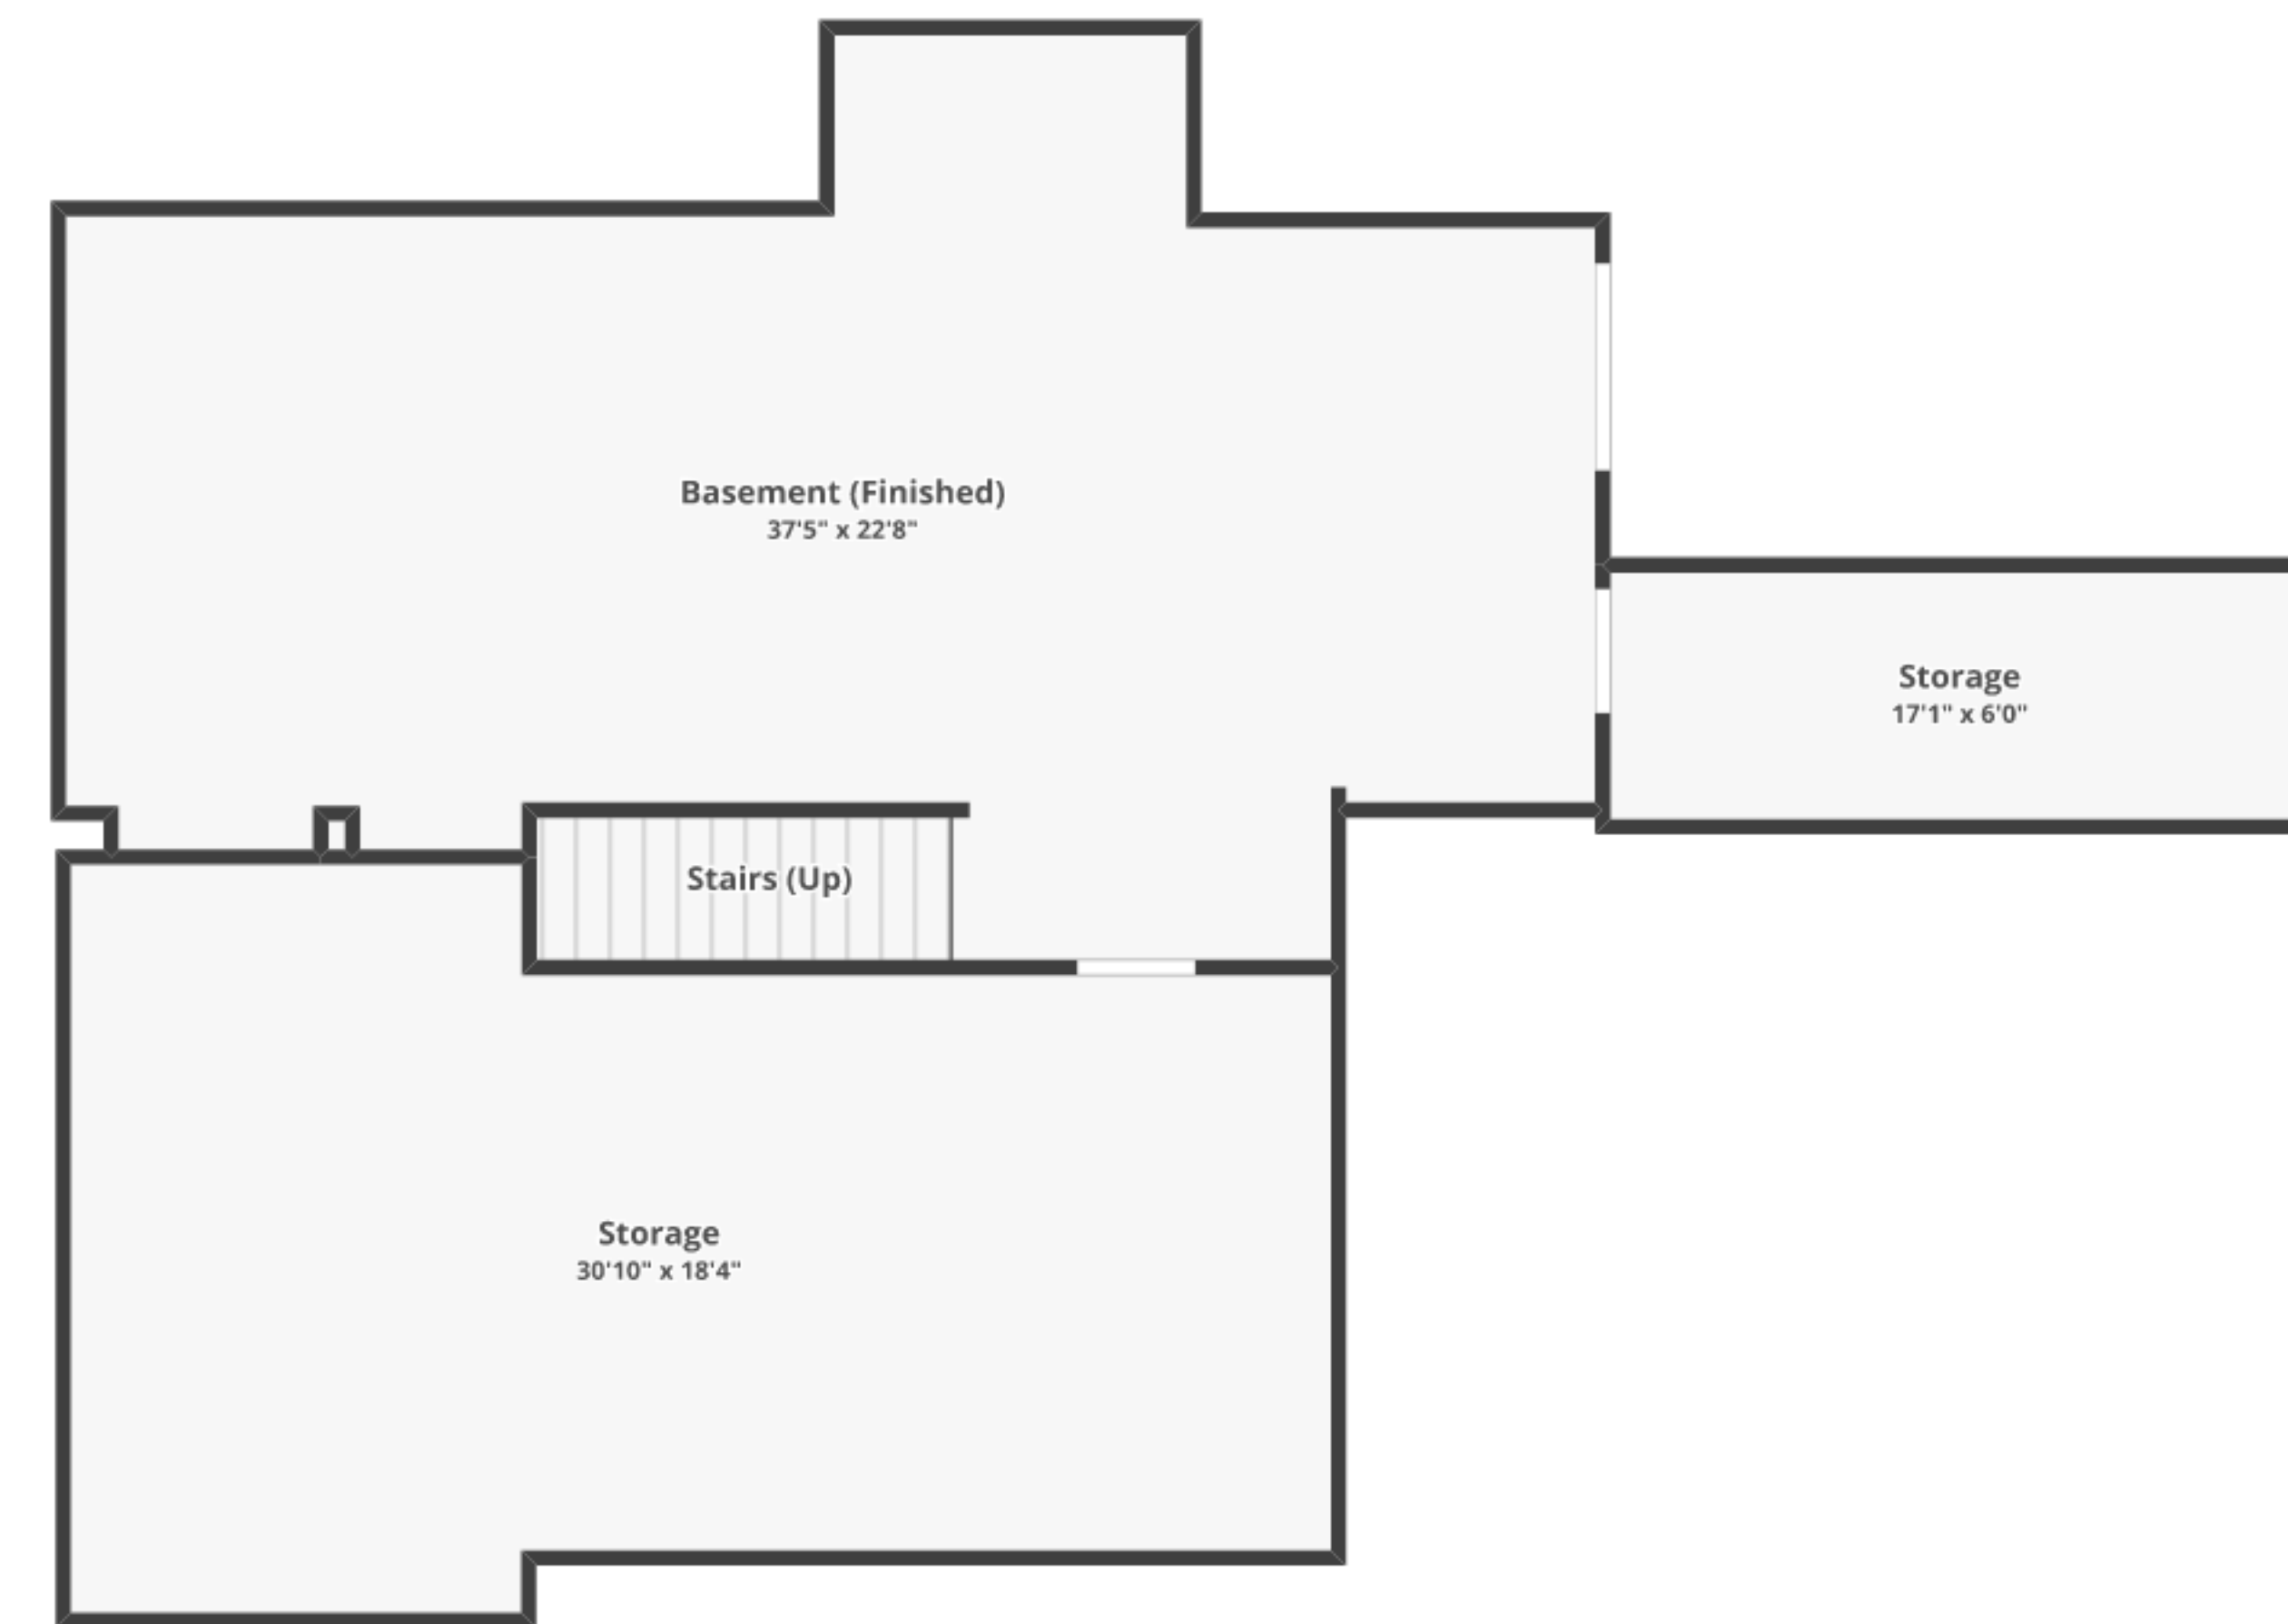 Basement (Finished)
37'5" x 22'8"
Storage
17'1" x 6'0"
Stairs (Up)
Storage
30'10" x 18'4"